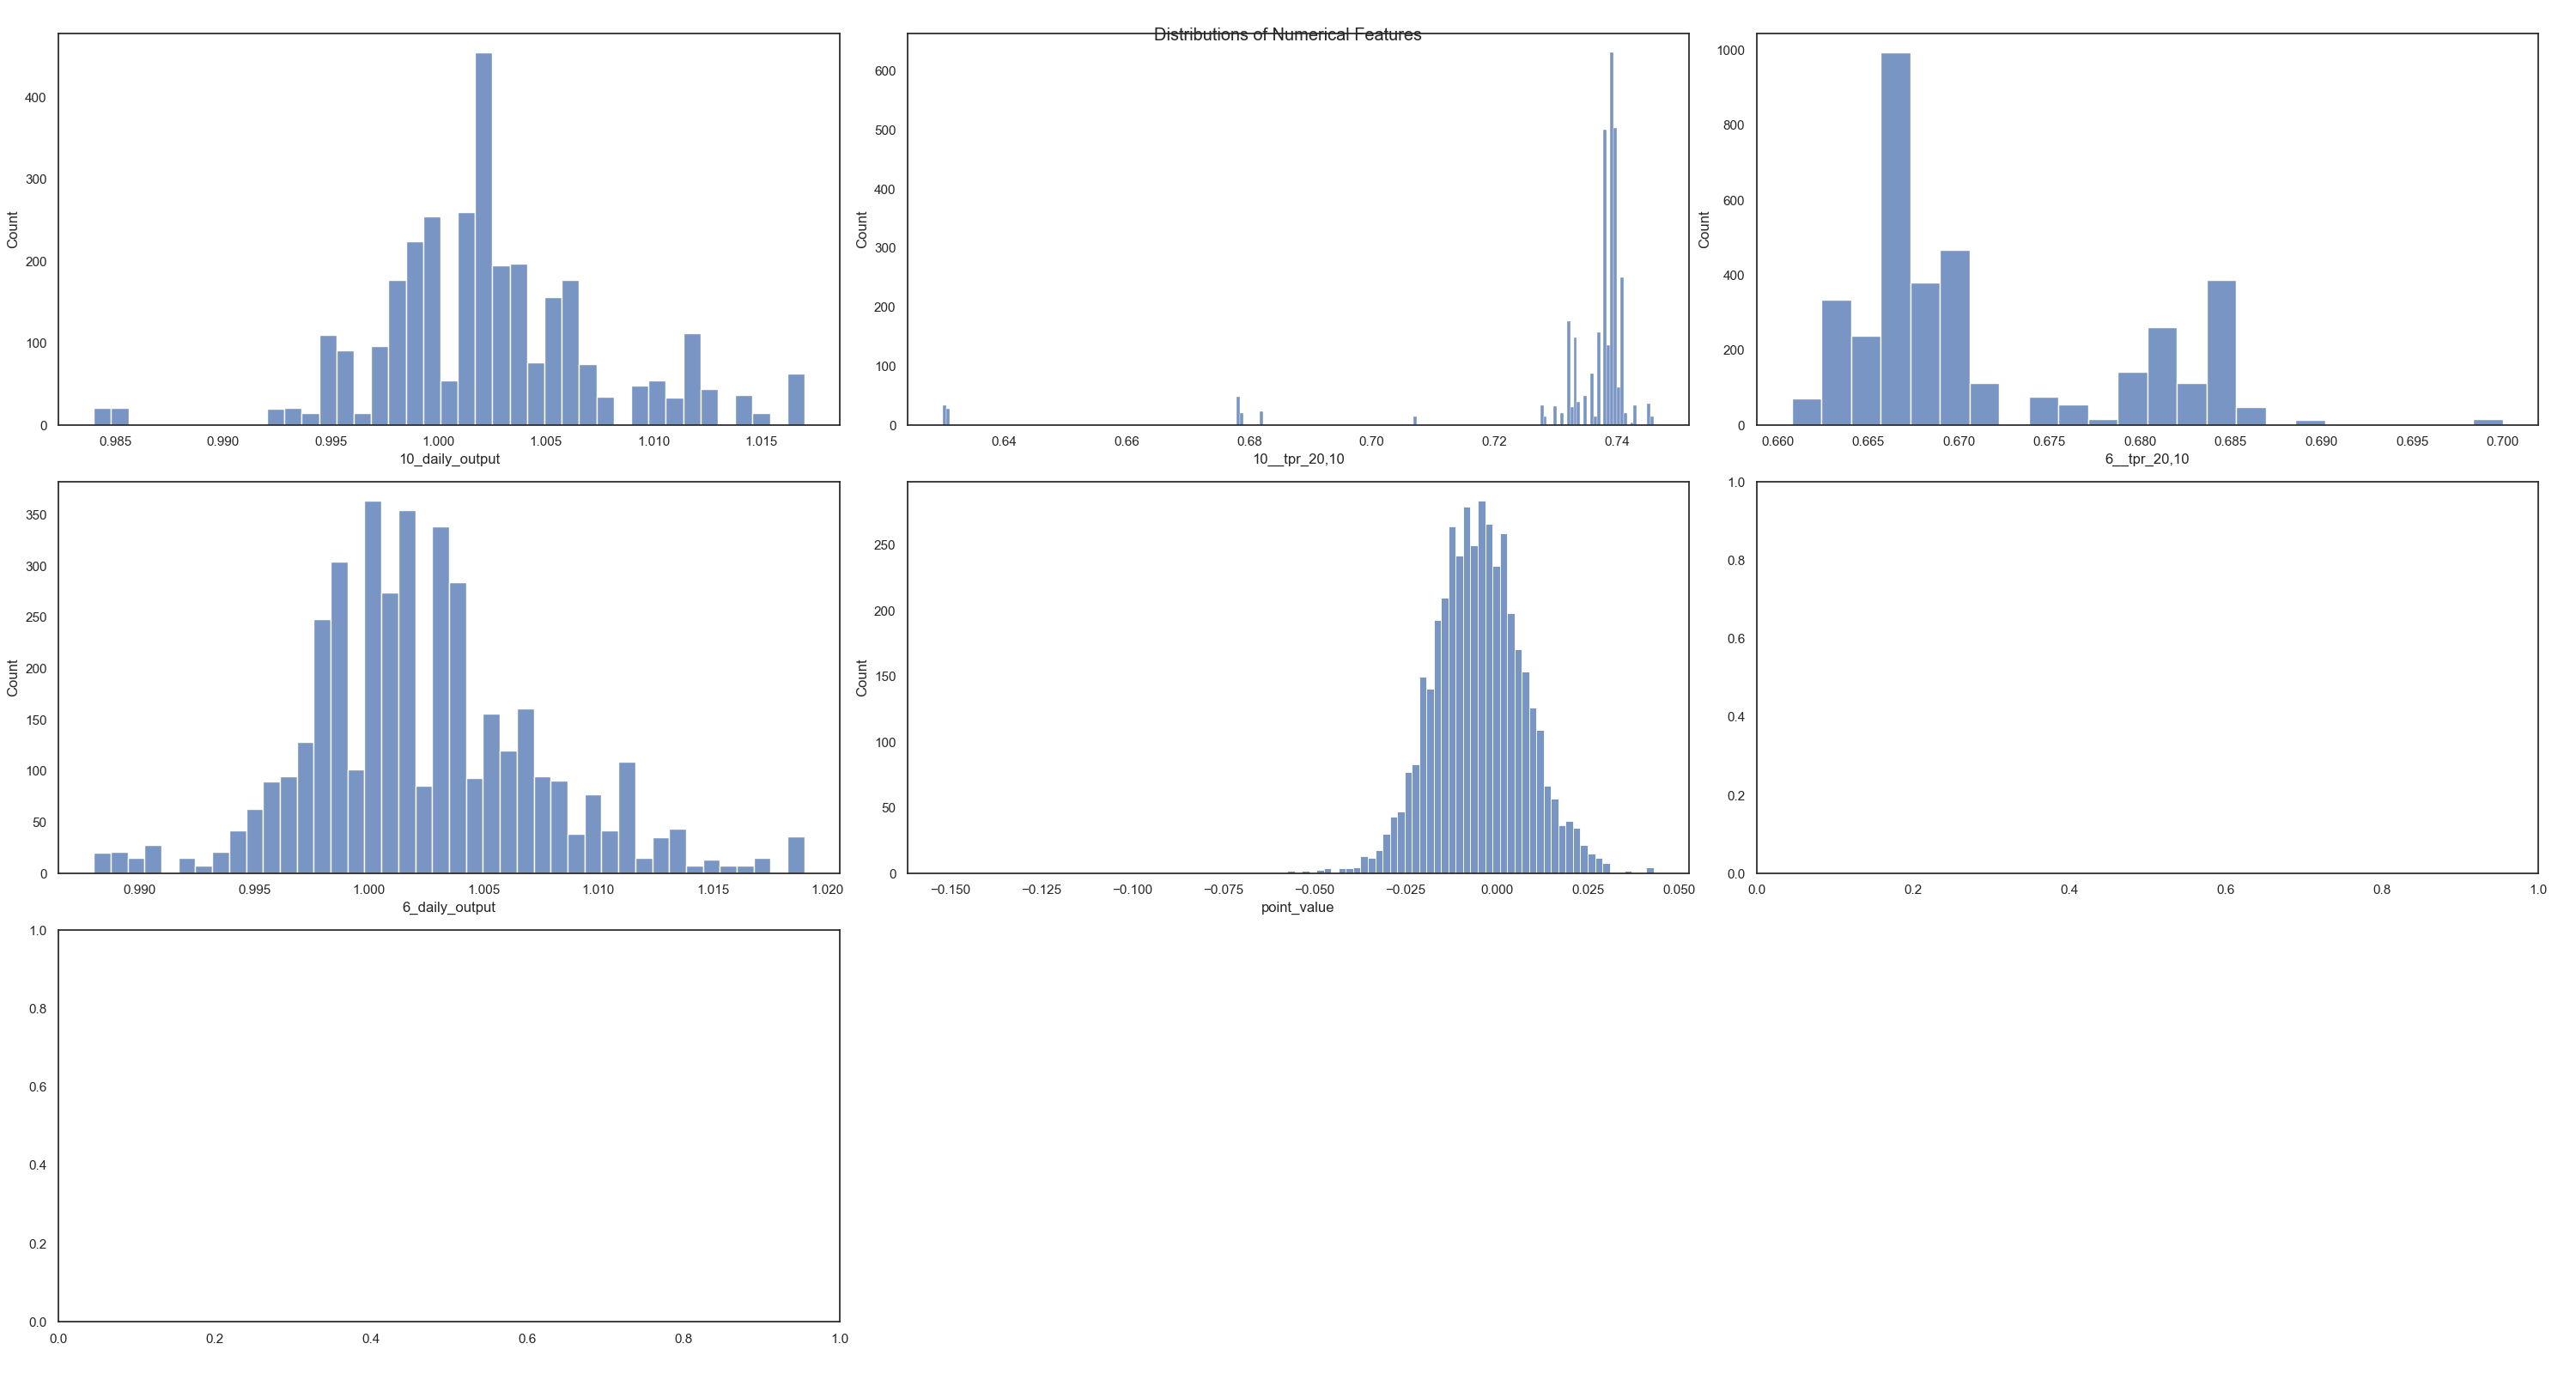 Distributions of Numerical Features
Count
400
300
200
100
0
0.985 0.990 0.995 1.000 1.005 1.010 1.015
10_daily_output
Count
600
500
400
300
200
100
0
0.64 0.66 0.68 0.70 0.72 0.74
10__tpr_20,10
Count
1000
800
600
400
200
0
0.660 0.665 0.670 0.675 0.680 0.685 0.690 0.695 0.700
6__tpr_20,10
Count
350
300
250
200
150
100
50
0
0.990 0.995 1.000 1.005 1.010 1.015 1.020
6_daily_output
Count
250
200
150
100
50
0
−0.150 −0.125 −0.100 −0.075 −0.050 −0.025 0.000 0.025 0.050
point_value
1.0
0.8
0.6
0.4
0.2
0.0
0.0 0.2 0.4 0.6 0.8 1.0
1.0
0.8
0.6
0.4
0.2
0.0
0.0 0.2 0.4 0.6 0.8 1.0